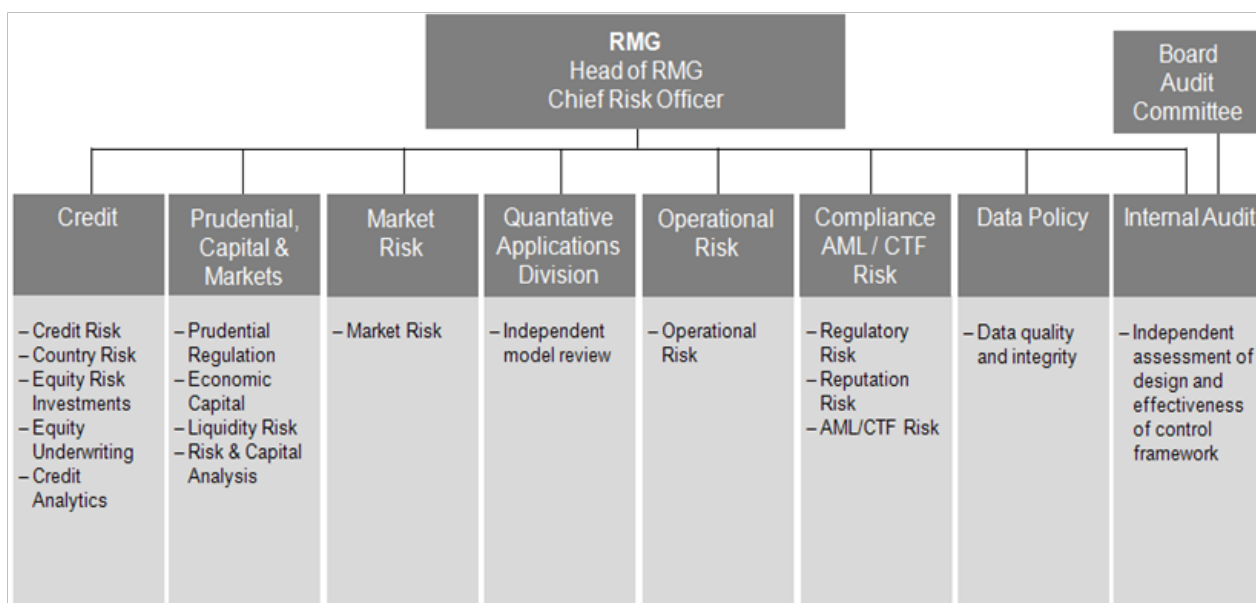 RMG
Head of RMG
Chief Risk Officer
Board
Audit
Committee
Credit
Prudential,
Capital &
Markets
Market
Risk
Quantative
Applications
Division
Operational
Risk
Compliance
AML / CTF
Risk
Data Policy
Internal Audit
– Credit Risk
– Country Risk
– Equity Risk
Investments
– Equity
Underwriting
– Credit
Analytics
– Prudential
Regulation
– Economic
Capital
– Liquidity Risk
– Risk & Capital
Analysis
– Market Risk
– Independent
model review
– Operational
Risk
– Regulatory
Risk
– Reputation
Risk
– AML/CTF Risk
– Data quality
and integrity
– Independent
assessment of
design and
effectiveness
of control
framework